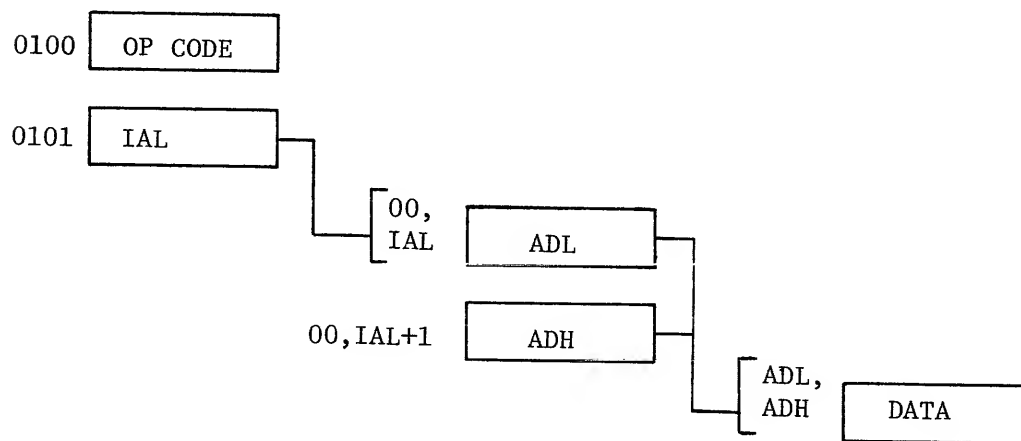 0100 OP CODE
0101 IAL
00,
IAL ADL
00,IAL+1 ADH
ADL,
ADH DATA